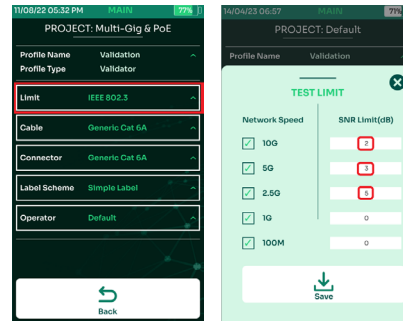 11/08/22 05:32 PM MAIN 77%
PROJECT: Multi-Gig & PoE
Profile Name Validation
Profile Type Validator
Limit IEEE 802.3
Cable Generic Cat 6A
Connector Generic Cat 6A
Label Scheme Simple Label
Operator Default
Back
14/04/23 06:57 MAIN 71%
PROJECT: Default
Profile Name Validation
TEST LIMIT
Network Speed SNR Limit(dB)
10G 2
5G 3
2.5G 5
1G 0
100M 0
Save